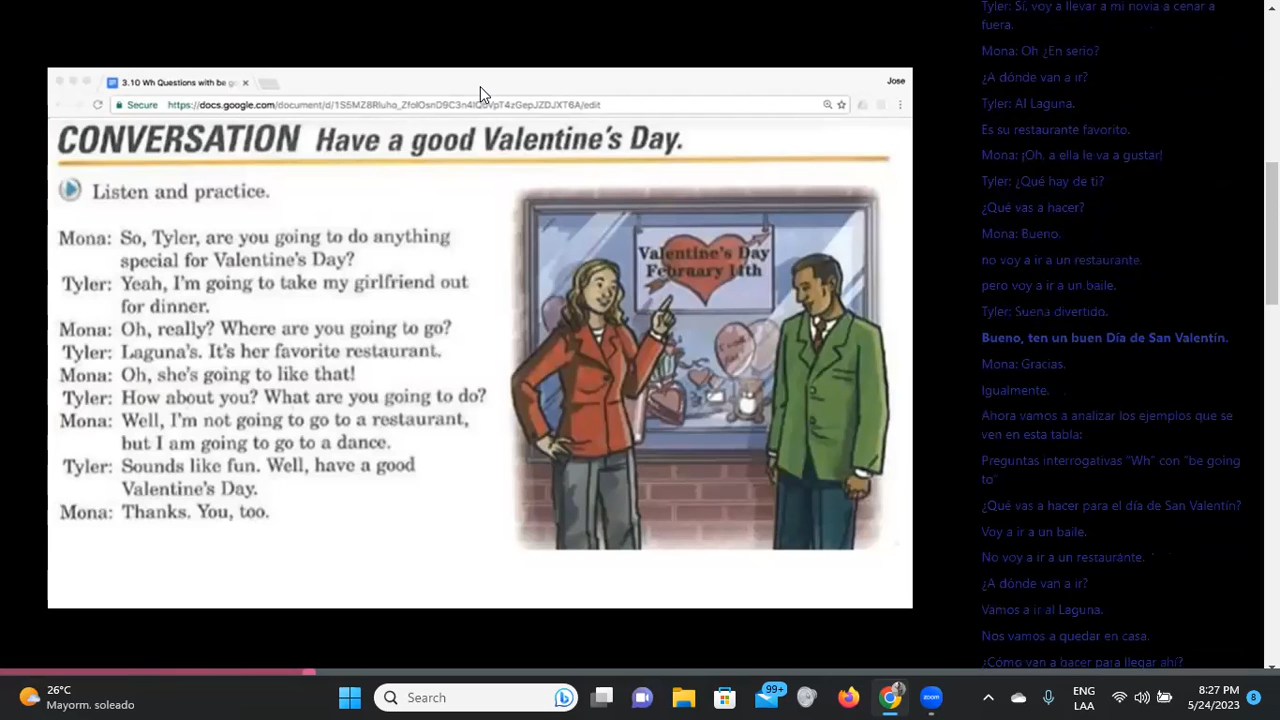 3.10 Wh Questions with be g
Jose
Secure
CONVERSATION Have a good Valentine's Day.
Listen and practice.
Mona: So, Tyler, are you going to do anything
special for Valentine's Day?
Tyler: Yeah, I'm going to take my girlfriend out
for dinner.
Mona: Oh, really? Where are you going to go?
Tyler: Laguna's. It's her favorite restaurant.
Mona: Oh, she's going to like that!
Tyler: How about you? What are you going to do?
Mona: Well, I'm not going to go to a restaurant,
but I am going to go to a dance.
Tyler: Sounds like fun. Well, have a good
Valentine's Day.
Mona: Thanks. You, too.
Valentine's Day
February 14th
Tyler: Sí, voy a llevar a mi novia a cenar a
fuera.
Mona: Oh ¿En serio?
¿A dónde van a ir?
Tyler: Al Laguna.
Es su restaurante favorito.
Mona: ¡Oh, a ella le va a gustar!
Tyler: ¿Qué hay de ti?
¿Qué vas a hacer?
Mona: Bueno.
no voy a ir a un restaurante.
pero voy a ir a un baile.
Tyler: Suena divertido.
Bueno, ten un buen Día de San Valentín.
Mona: Gracias.
Igualmente.
Ahora vamos a analizar los ejemplos que se
ven en esta tabla:
Preguntas interrogativas "Wh" con "be going
to"
¿Qué vas a hacer para el día de San Valentín?
Voy a ir a un baile.
No voy a ir a un restaurante.
¿A dónde van a ir?
Vamos a ir al Laguna.
Nos vamos a quedar en casa.
¿Cómo van a hacer para llegar ahí?
26°C
Mayorm. soleado
Search
99+
ENG
LAA
8:27 PM
5/24/2023
8